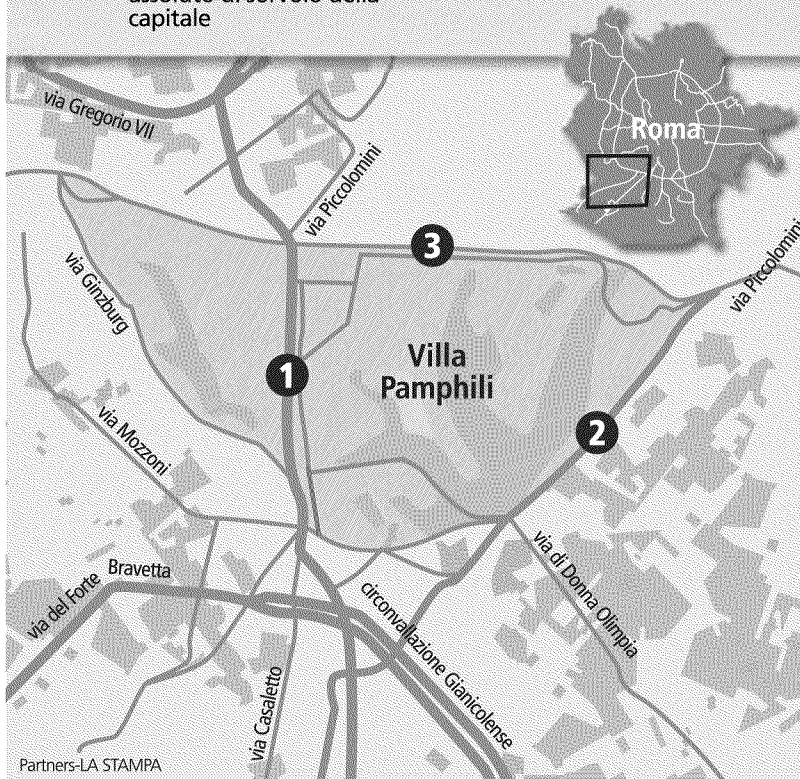 capitale
via Gregorio VII
Roma
via Piccolomini
3
via Piccolomini
via Ginzburg
Villa
Pamphili
1
2
via Mozzoni
via di Donna Olimpia
Bravetta
via del Forte
circonvallazione Gianicolense
via Casaletto
Partners-LA STAMPA